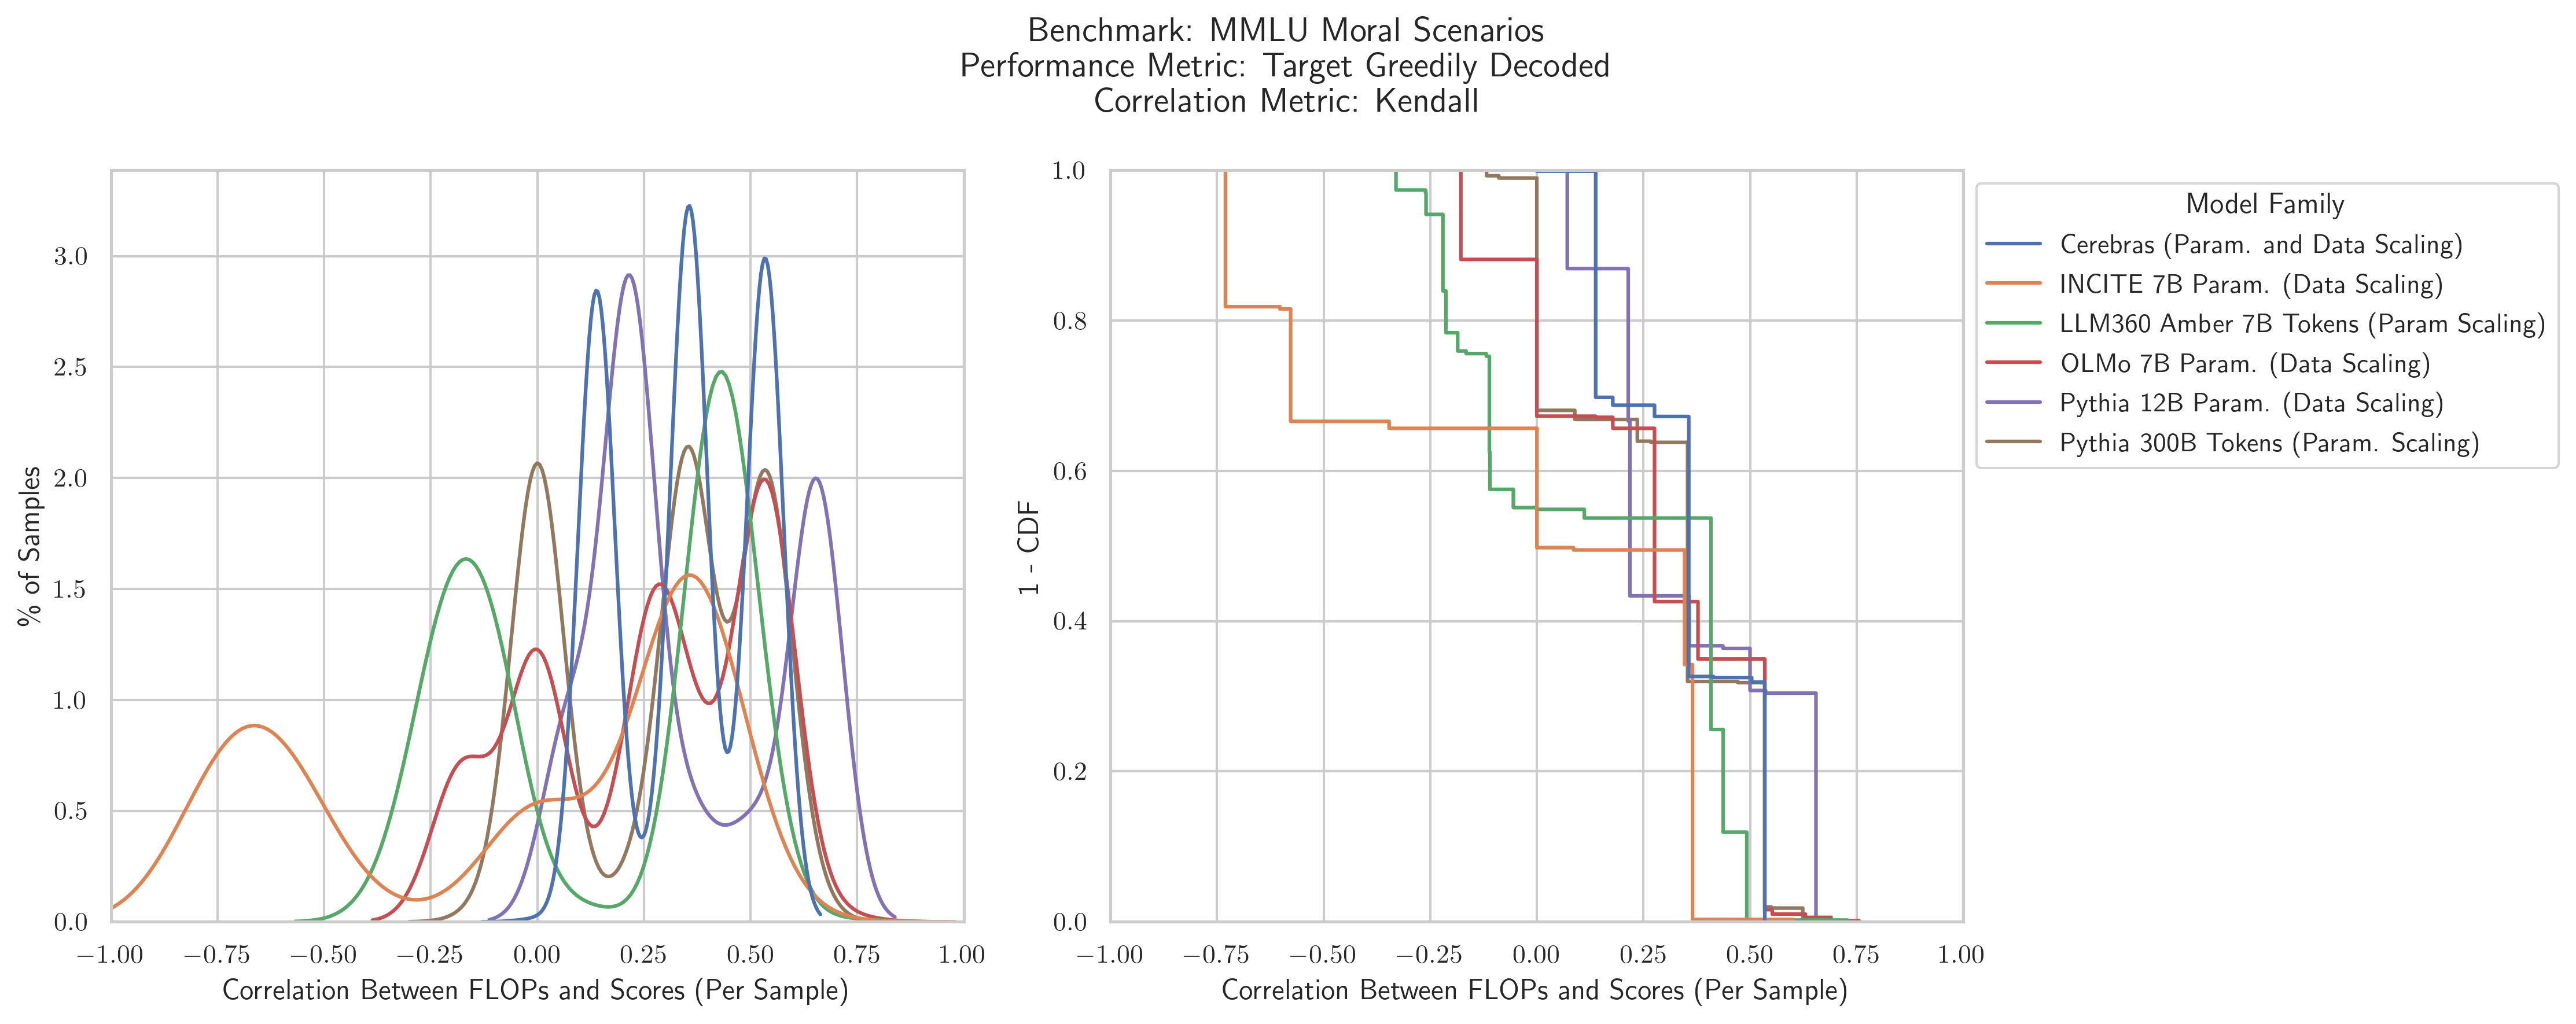 Benchmark: MMLU Moral Scenarios
Performance Metric: Target Greedily Decoded
Correlation Metric: Kendall
% of Samples
3.0
2.5
2.0
1.5
1.0
0.5
0.0
−1.00 −0.75 −0.50 −0.25 0.00 0.25 0.50 0.75 1.00
Correlation Between FLOPs and Scores (Per Sample)
1 - CDF
1.0
0.8
0.6
0.4
0.2
0.0
−1.00 −0.75 −0.50 −0.25 0.00 0.25 0.50 0.75 1.00
Correlation Between FLOPs and Scores (Per Sample)
Model Family
Cerebras (Param. and Data Scaling)
INCITE 7B Param. (Data Scaling)
LLM360 Amber 7B Tokens (Param Scaling)
OLMo 7B Param. (Data Scaling)
Pythia 12B Param. (Data Scaling)
Pythia 300B Tokens (Param. Scaling)